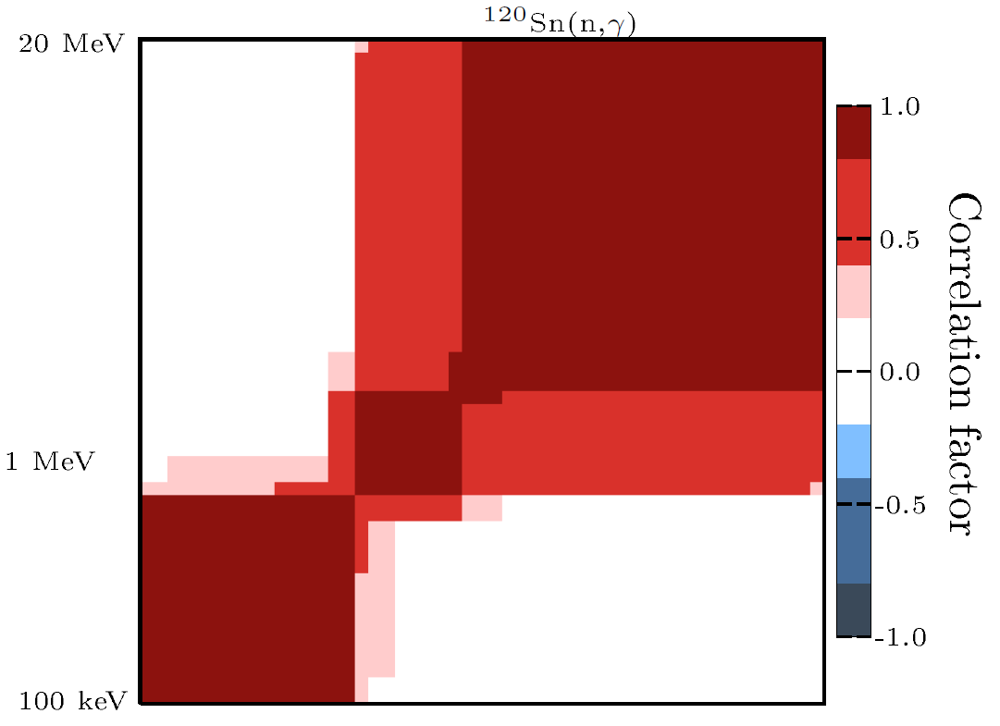 ¹²⁰Sn(n,γ)
20 MeV
1 MeV
100 keV
1.0
0.5
0.0
-0.5
-1.0
Correlation factor